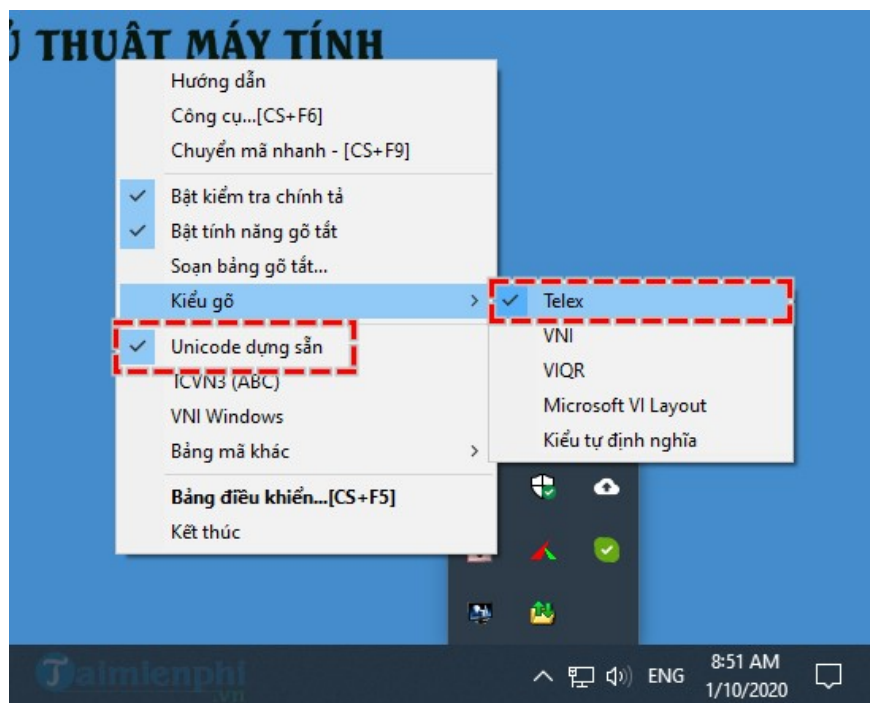 Ủ THUẬT MÁY TÍNH
Hướng dẫn
Công cụ...[CS+F6]
Chuyển mã nhanh - [CS+F9]
Bật kiểm tra chính tả
Bật tính năng gõ tắt
Soạn bảng gõ tắt...
Kiểu gõ
Telex
Unicode dựng sẵn
VNI
TCVN3 (ABC)
VIQR
VNI Windows
Microsoft VI Layout
Bảng mã khác
Kiểu tự định nghĩa
Bảng điều khiển...[CS+F5]
Kết thúc
Taimienphi
.vn
ENG
8:51 AM
1/10/2020